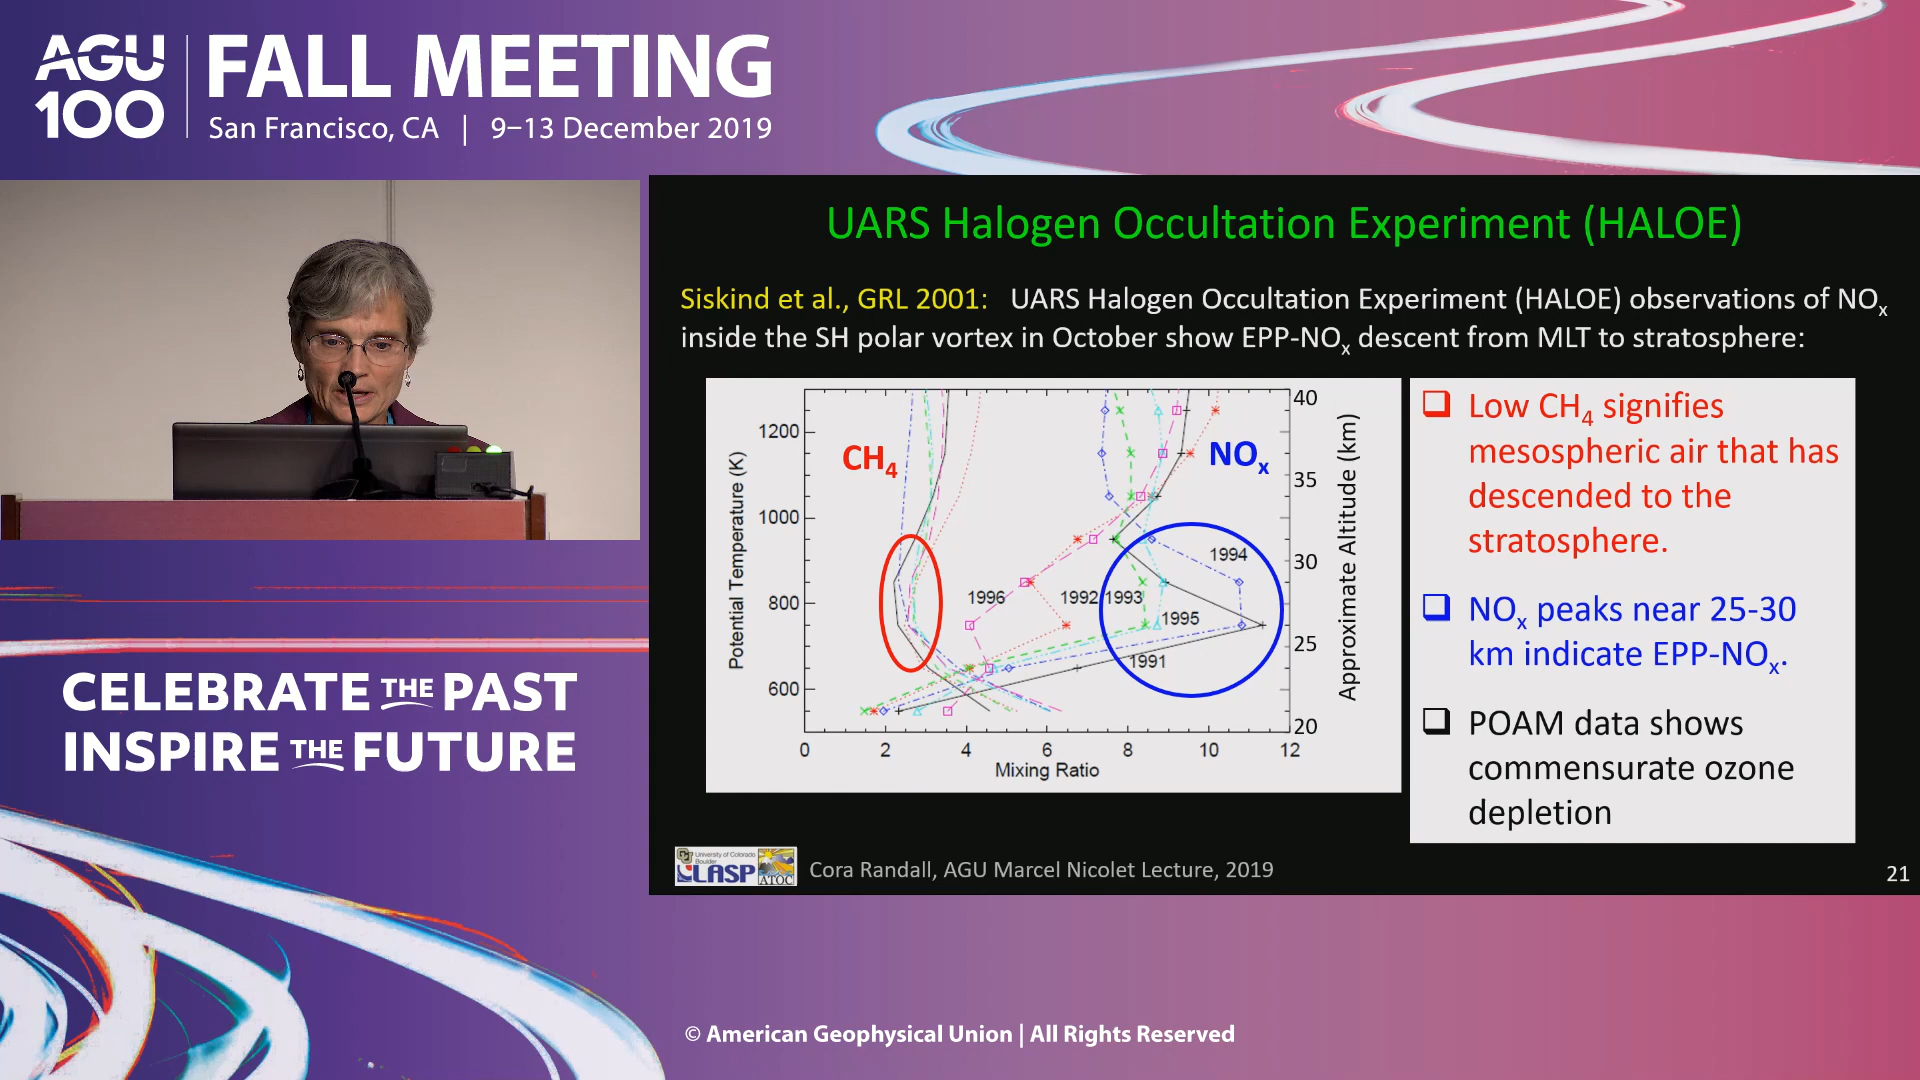 AGU
100
FALL MEETING
San Francisco, CA | 9–13 December 2019
UARS Halogen Occultation Experiment (HALOE)
Siskind et al., GRL 2001: UARS Halogen Occultation Experiment (HALOE) observations of NOx
inside the SH polar vortex in October show EPP-NOx descent from MLT to stratosphere:
CH4
NOx
Potential Temperature (K)
1200
1000
800
600
40
35
30
25
20
Approximate Altitude (km)
1994
1996
1992
1993
1995
1991
0 2 4 6 8 10 12
Mixing Ratio
❑ Low CH4 signifies
mesospheric air that has
descended to the
stratosphere.
❑ NOx peaks near 25-30
km indicate EPP-NOx.
❑ POAM data shows
commensurate ozone
depletion
University of Colorado
Boulder
LASP
ATOC
Cora Randall, AGU Marcel Nicolet Lecture, 2019
21
CELEBRATE THE PAST
INSPIRE THE FUTURE
© American Geophysical Union | All Rights Reserved